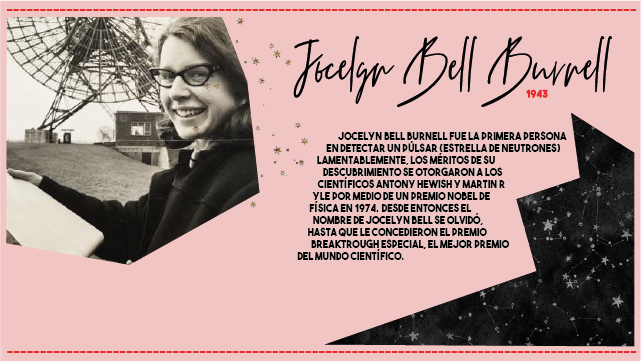 Jocelyn Bell Burnell
1943
JOCELYN BELL BURNELL FUE LA PRIMERA PERSONA
EN DETECTAR UN PÚLSAR (ESTRELLA DE NEUTRONES)
LAMENTABLEMENTE, LOS MÉRITOS DE SU
DESCUBRIMIENTO SE OTORGARON A LOS
CIENTÍFICOS ANTONY HEWISH Y MARTIN R
YLE POR MEDIO DE UN PREMIO NOBEL DE
FÍSICA EN 1974. DESDE ENTONCES EL
NOMBRE DE JOCELYN BELL SE OLVIDÓ,
HASTA QUE LE CONCEDIERON EL PREMIO
BREAKTROUGH ESPECIAL, EL MEJOR PREMIO
DEL MUNDO CIENTÍFICO.